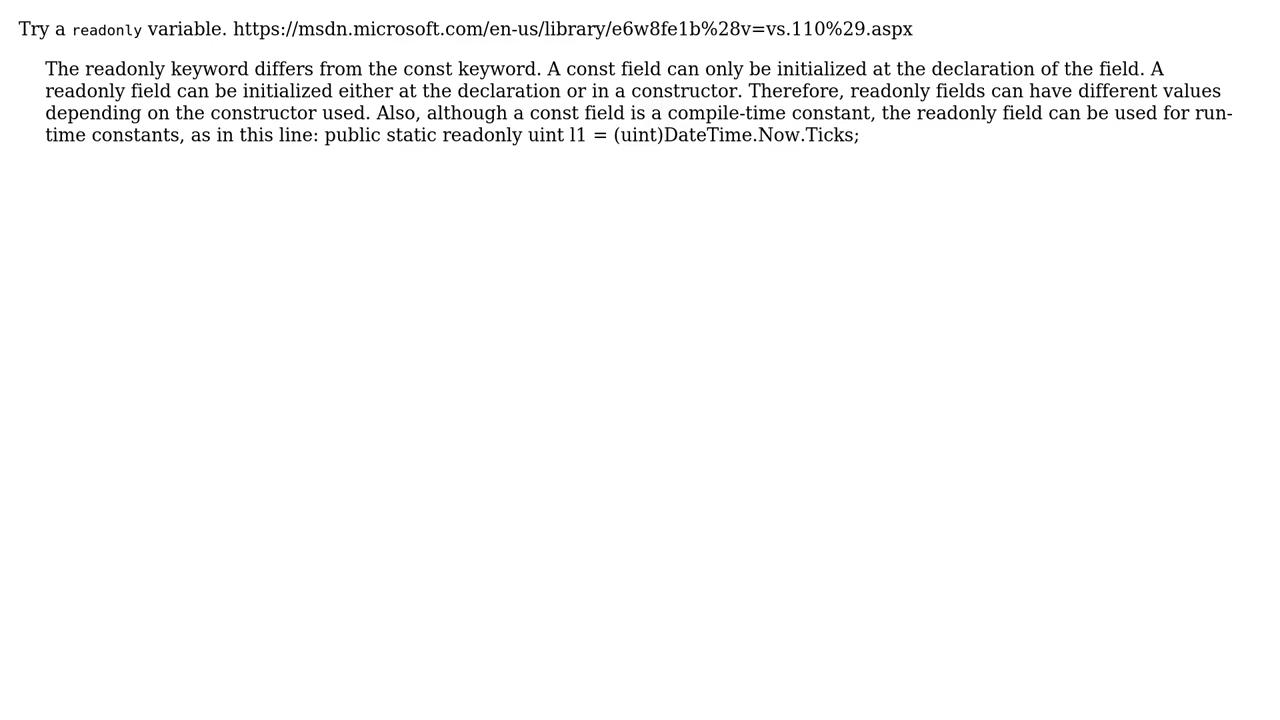 Try a readonly variable. https://msdn.microsoft.com/en-us/library/e6w8fe1b%28v=vs.110%29.aspx
The readonly keyword differs from the const keyword. A const field can only be initialized at the declaration of the field. A
readonly field can be initialized either at the declaration or in a constructor. Therefore, readonly fields can have different values
depending on the constructor used. Also, although a const field is a compile-time constant, the readonly field can be used for run-
time constants, as in this line: public static readonly uint l1 = (uint)DateTime.Now.Ticks;